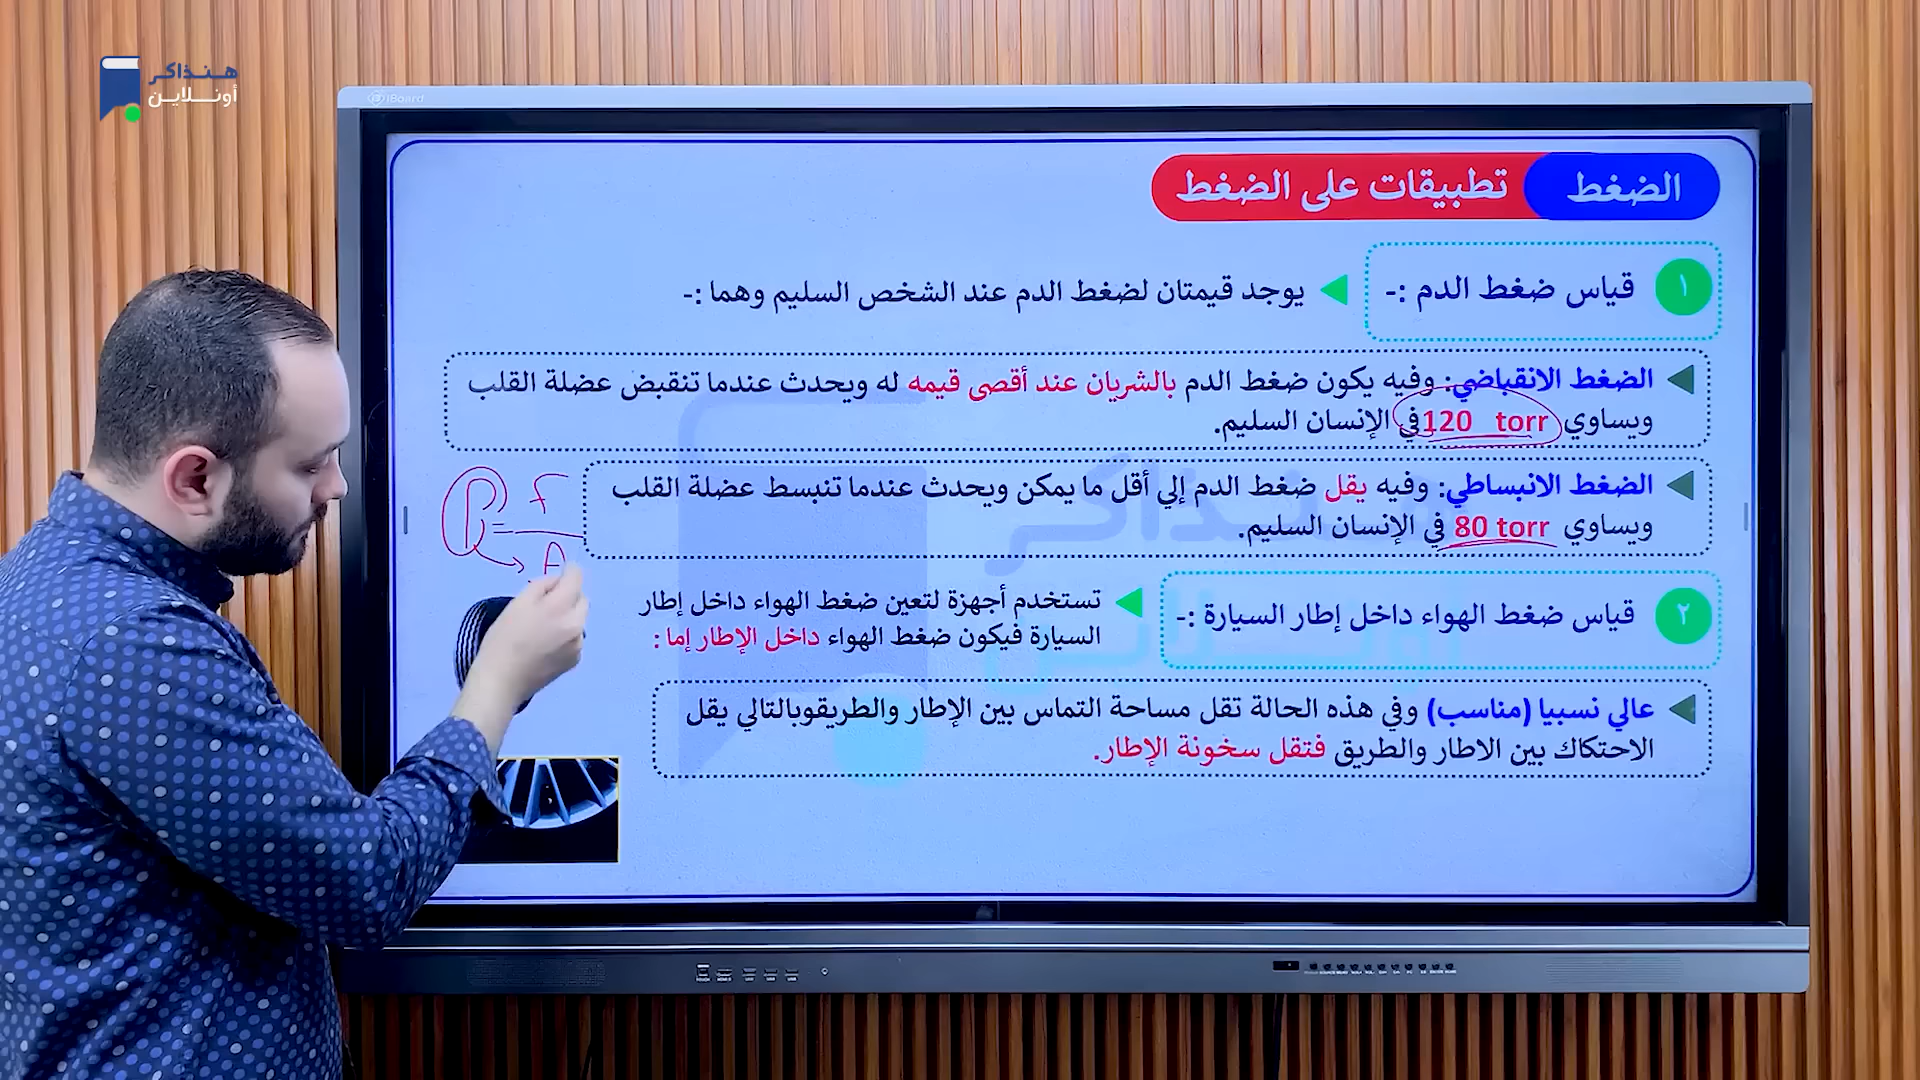 هنذاكر
أونلاين
iBoard
الضغط تطبيقات على الضغط
١ قياس ضغط الدم :-
يوجد قيمتان لضغط الدم عند الشخص السليم وهما :-
الضغط الانقباضي: وفيه يكون ضغط الدم بالشريان عند أقصى قيمه له ويحدث عندما تنقبض عضلة القلب
ويساوي 120 torr في الإنسان السليم.
الضغط الانبساطي: وفيه يقل ضغط الدم إلي أقل ما يمكن ويحدث عندما تنبسط عضلة القلب
ويساوي 80 torr في الإنسان السليم.
P = F
A
٢ قياس ضغط الهواء داخل إطار السيارة :-
تستخدم أجهزة لتعين ضغط الهواء داخل إطار
السيارة فيكون ضغط الهواء داخل الإطار إما :
عالي نسبيا (مناسب) وفي هذه الحالة تقل مساحة التماس بين الإطار والطريقوبالتالي يقل
الاحتكاك بين الاطار والطريق فتقل سخونة الإطار.